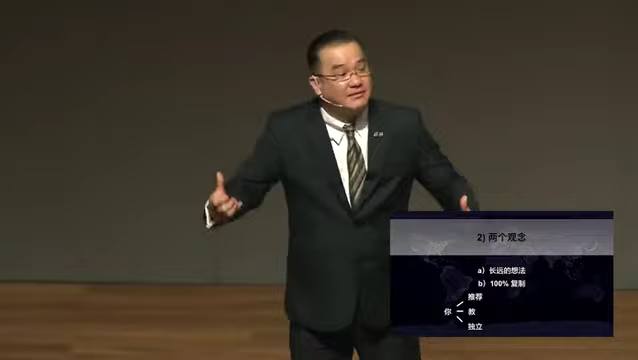 2) 两个观念
a）长远的想法
b）100% 复制
推荐
你 教
独立